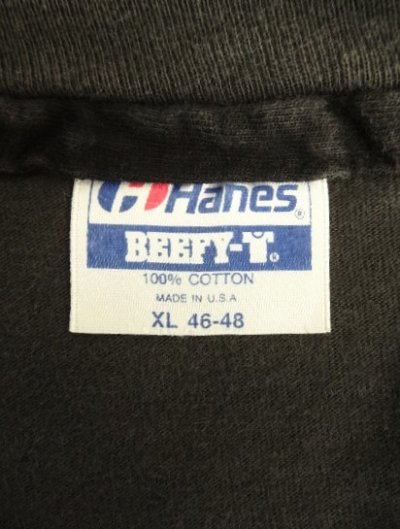 Hanes®
BEEFY-T®
100% COTTON
MADE IN U.S.A
XL 46-48